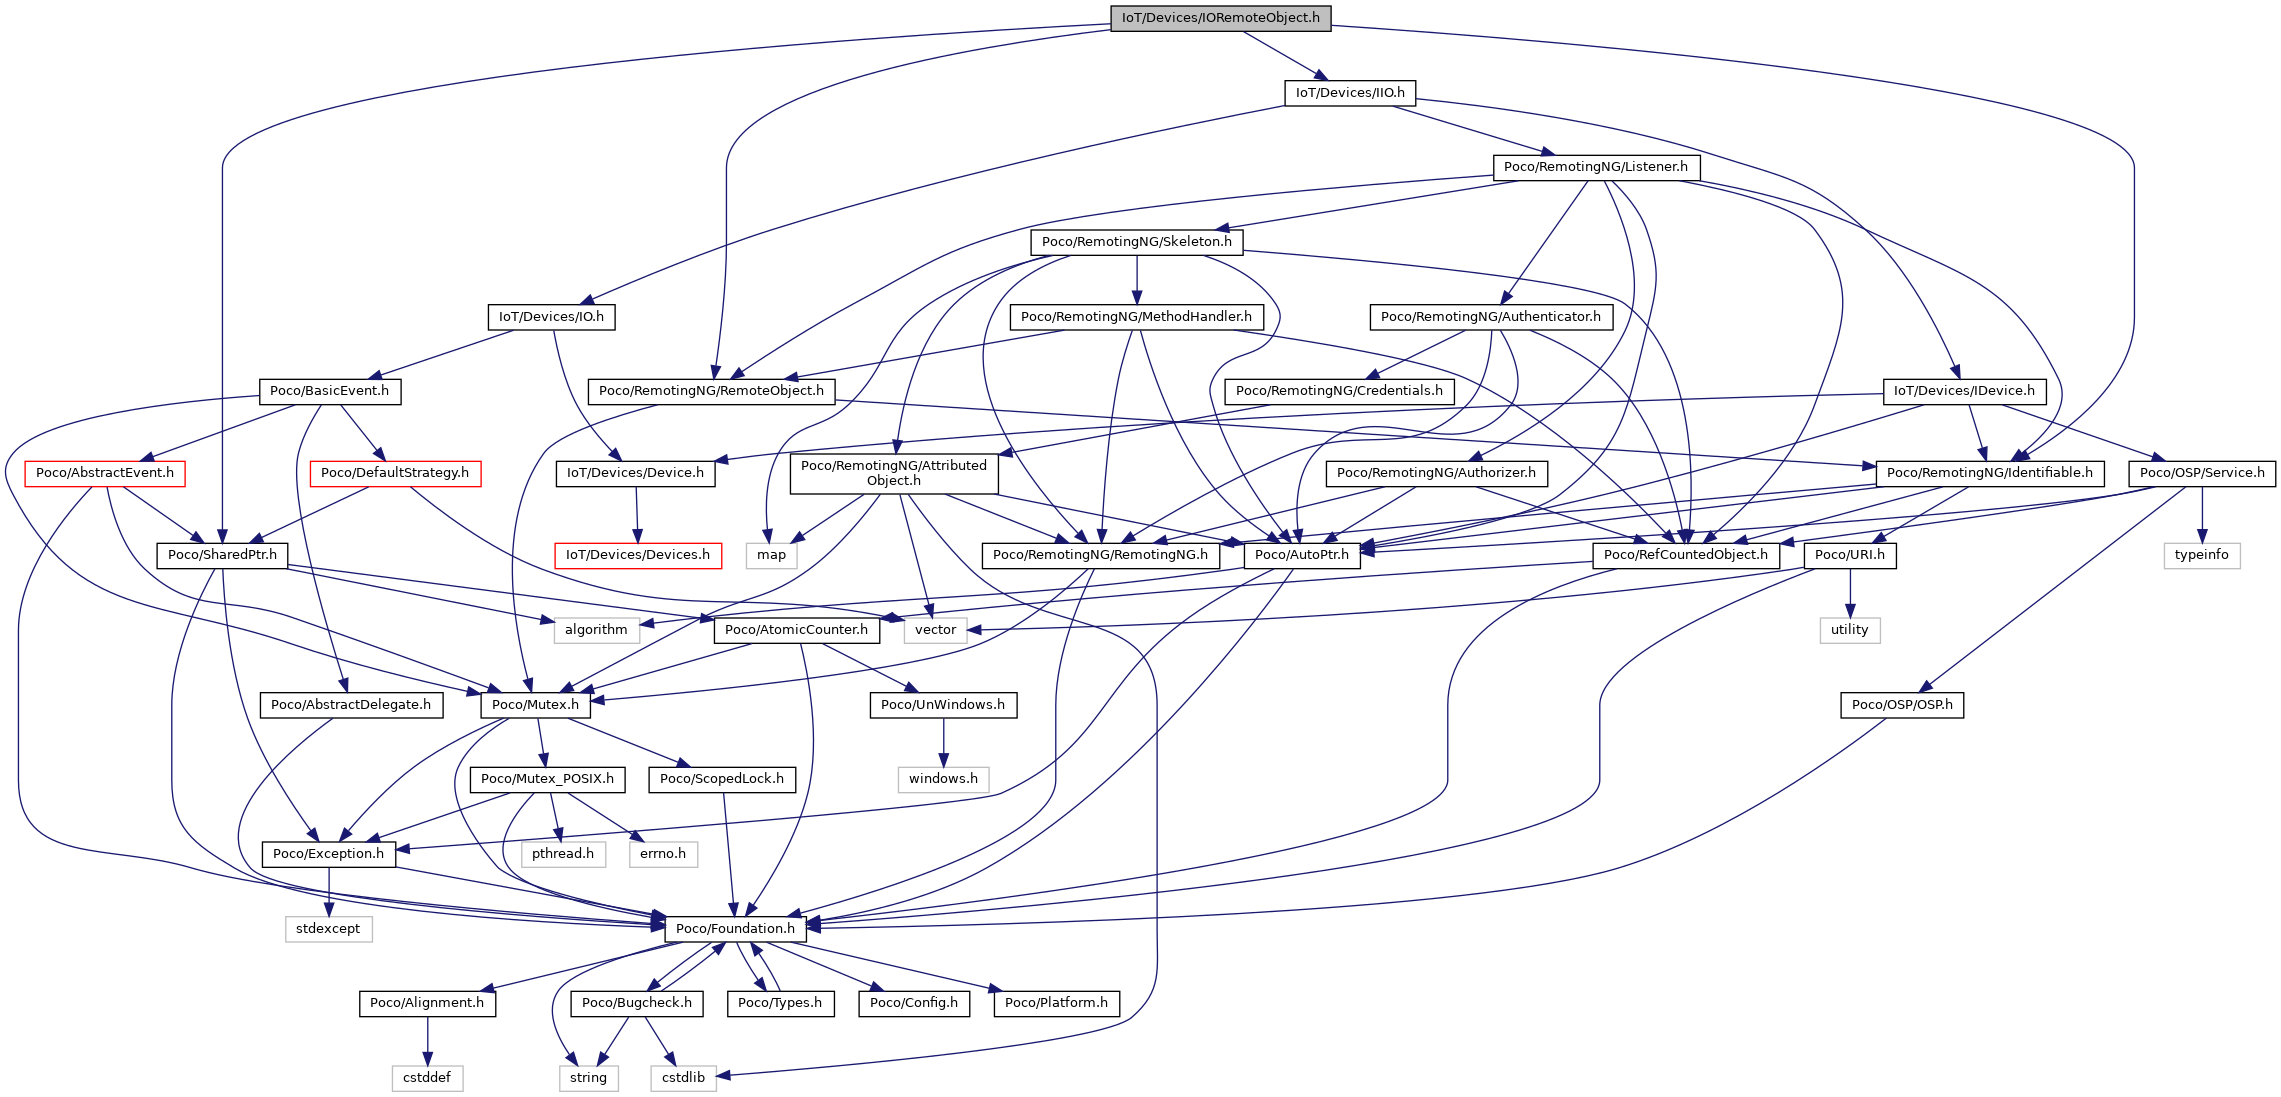 IoT/Devices/IORemoteObject.h
IoT/Devices/IIO.h
Poco/RemotingNG/Listener.h
Poco/RemotingNG/Skeleton.h
IoT/Devices/IO.h
Poco/RemotingNG/MethodHandler.h
Poco/RemotingNG/Authenticator.h
Poco/BasicEvent.h
Poco/RemotingNG/RemoteObject.h
Poco/RemotingNG/Credentials.h
IoT/Devices/IDevice.h
Poco/AbstractEvent.h
Poco/DefaultStrategy.h
IoT/Devices/Device.h
Poco/RemotingNG/Attributed
Object.h
Poco/RemotingNG/Authorizer.h
Poco/RemotingNG/Identifiable.h
Poco/OSP/Service.h
Poco/SharedPtr.h
IoT/Devices/Devices.h
map
Poco/RemotingNG/RemotingNG.h
Poco/AutoPtr.h
Poco/RefCountedObject.h
Poco/URI.h
typeinfo
algorithm
Poco/AtomicCounter.h
vector
utility
Poco/AbstractDelegate.h
Poco/Mutex.h
Poco/UnWindows.h
Poco/OSP/OSP.h
Poco/Mutex_POSIX.h
Poco/ScopedLock.h
windows.h
Poco/Exception.h
pthread.h
errno.h
stdexcept
Poco/Foundation.h
Poco/Alignment.h
Poco/Bugcheck.h
Poco/Types.h
Poco/Config.h
Poco/Platform.h
cstddef
string
cstdlib